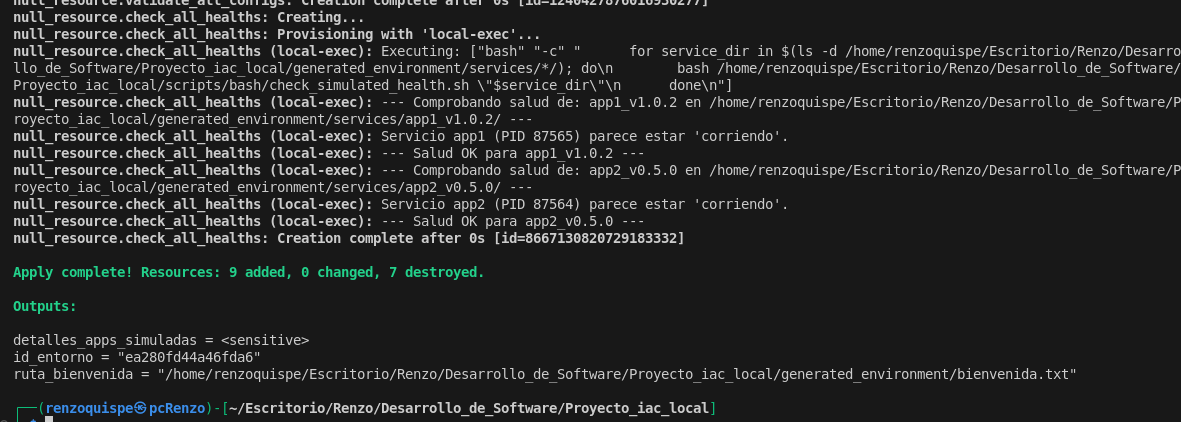 null_resource.validate_all_configs: Creation complete after 0s [id=1240427876016930277]
null_resource.check_all_healths: Creating...
null_resource.check_all_healths: Provisioning with 'local-exec'...
null_resource.check_all_healths (local-exec): Executing: ["bash" "-c" "      for service_dir in $(ls -d /home/renzoquispe/Escritorio/Renzo/Desarro
llo_de_Software/Proyecto_iac_local/generated_environment/services/*/); do\n        bash /home/renzoquispe/Escritorio/Renzo/Desarrollo_de_Software/
Proyecto_iac_local/scripts/bash/check_simulated_health.sh \"$service_dir\"\n      done\n"]
null_resource.check_all_healths (local-exec): --- Comprobando salud de: app1_v1.0.2 en /home/renzoquispe/Escritorio/Renzo/Desarrollo_de_Software/P
royecto_iac_local/generated_environment/services/app1_v1.0.2/ ---
null_resource.check_all_healths (local-exec): Servicio app1 (PID 87565) parece estar 'corriendo'.
null_resource.check_all_healths (local-exec): --- Salud OK para app1_v1.0.2 ---
null_resource.check_all_healths (local-exec): --- Comprobando salud de: app2_v0.5.0 en /home/renzoquispe/Escritorio/Renzo/Desarrollo_de_Software/P
royecto_iac_local/generated_environment/services/app2_v0.5.0/ ---
null_resource.check_all_healths (local-exec): Servicio app2 (PID 87564) parece estar 'corriendo'.
null_resource.check_all_healths (local-exec): --- Salud OK para app2_v0.5.0 ---
null_resource.check_all_healths: Creation complete after 0s [id=8667130820729183332]
Apply complete! Resources: 9 added, 0 changed, 7 destroyed.
Outputs:
detalles_apps_simuladas = <sensitive>
id_entorno = "ea280fd44a46fda6"
ruta_bienvenida = "/home/renzoquispe/Escritorio/Renzo/Desarrollo_de_Software/Proyecto_iac_local/generated_environment/bienvenida.txt"
┌──(renzoquispe㉿pcRenzo)-[~/Escritorio/Renzo/Desarrollo_de_Software/Proyecto_iac_local]